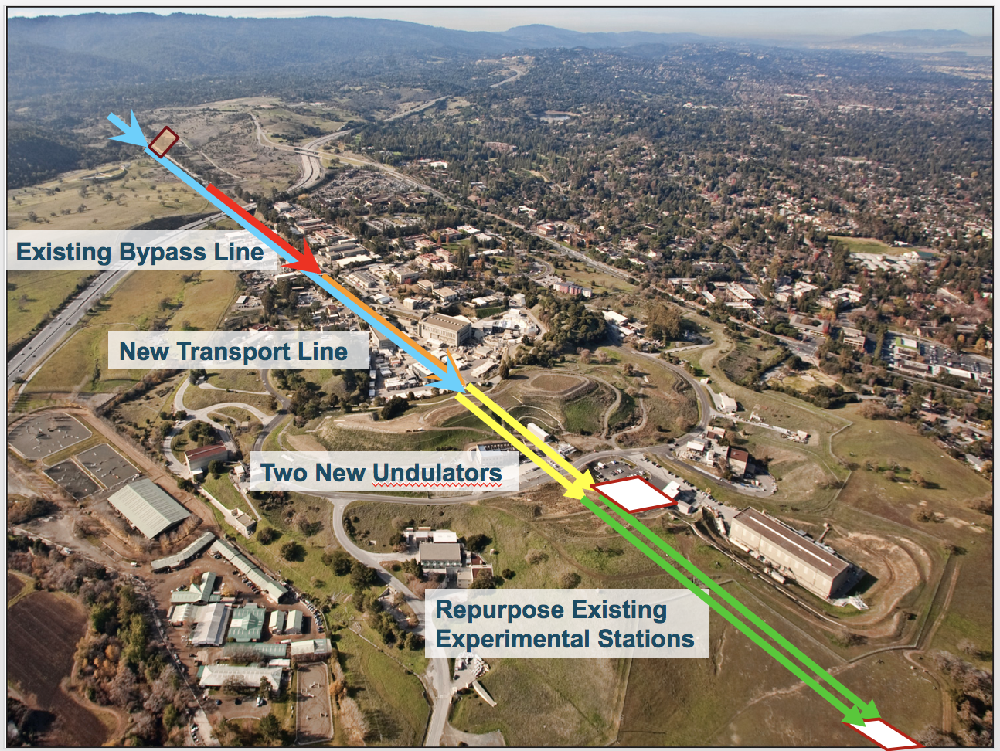 Existing Bypass Line
New Transport Line
Two New Undulators
Repurpose Existing
Experimental Stations